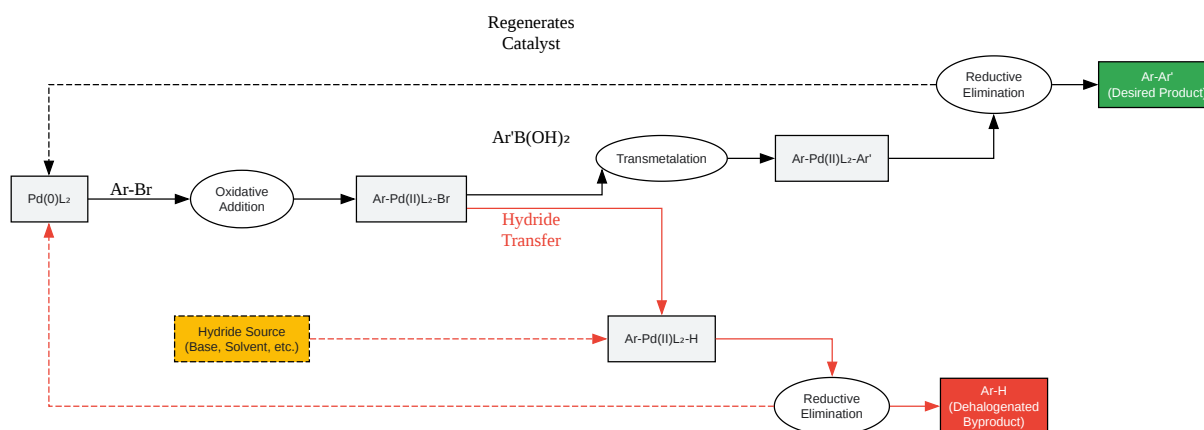 Regenerates
Catalyst
Reductive
Elimination
Ar-Ar'
(Desired Product)
Ar'B(OH)₂
Transmetalation
Ar-Pd(II)L₂-Ar'
Pd(0)L₂
Ar-Br
Oxidative
Addition
Ar-Pd(II)L₂-Br
Hydride
Transfer
Hydride Source
(Base, Solvent, etc.)
Ar-Pd(II)L₂-H
Reductive
Elimination
Ar-H
(Dehalogenated
Byproduct)